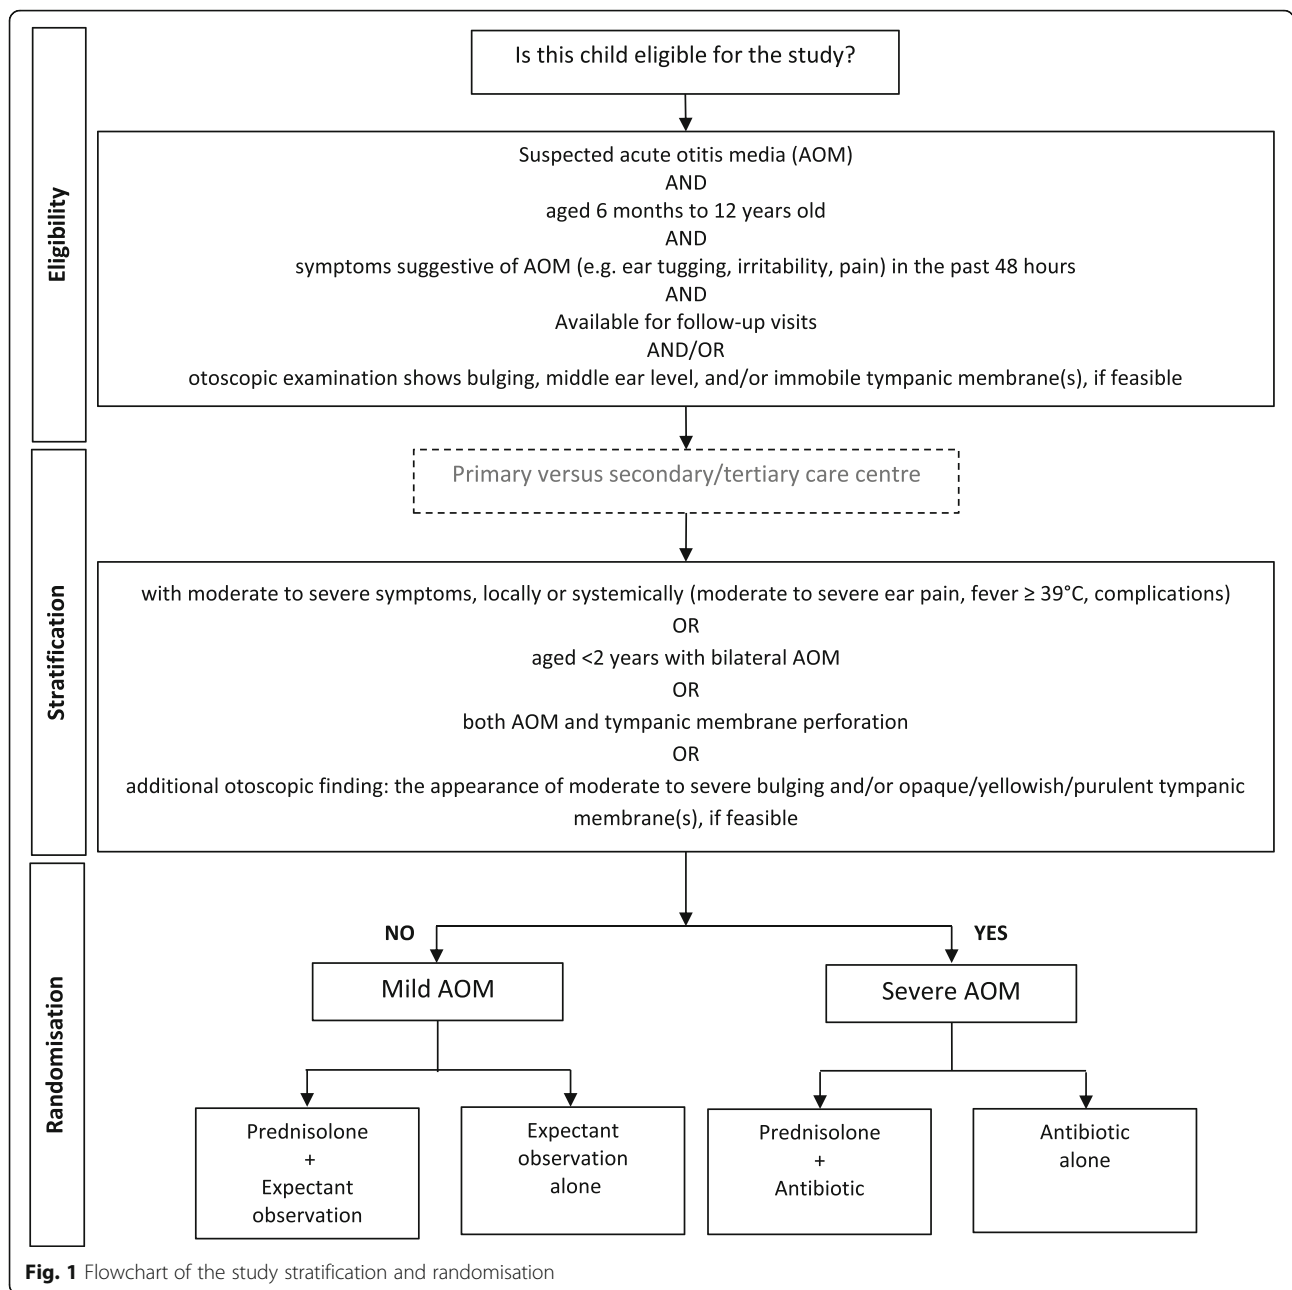 Eligibility
Is this child eligible for the study?
Suspected acute otitis media (AOM)
AND
aged 6 months to 12 years old
AND
symptoms suggestive of AOM (e.g. ear tugging, irritability, pain) in the past 48 hours
AND
Available for follow-up visits
AND/OR
otoscopic examination shows bulging, middle ear level, and/or immobile tympanic membrane(s), if feasible
Stratification
Primary versus secondary/tertiary care centre
with moderate to severe symptoms, locally or systemically (moderate to severe ear pain, fever ≥ 39°C, complications)
OR
aged <2 years with bilateral AOM
OR
both AOM and tympanic membrane perforation
OR
additional otoscopic finding: the appearance of moderate to severe bulging and/or opaque/yellowish/purulent tympanic
membrane(s), if feasible
Randomisation
NO
YES
Mild AOM
Severe AOM
Prednisolone
+
Expectant
observation
Expectant
observation
alone
Prednisolone
+
Antibiotic
Antibiotic
alone
Fig. 1 Flowchart of the study stratification and randomisation